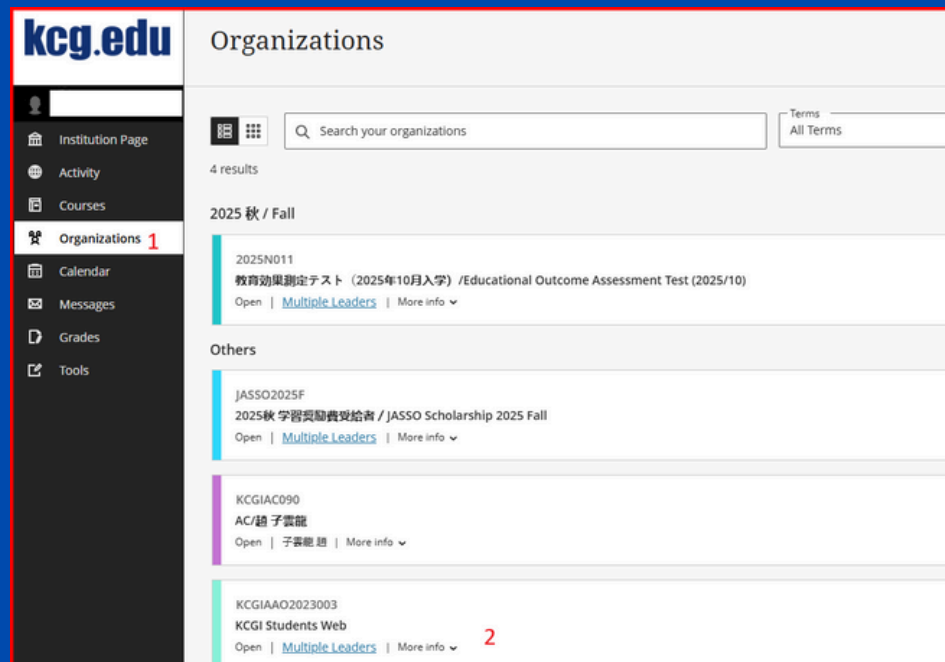 kcg.edu
Organizations
Institution Page
Activity
Courses
Organizations 1
Calendar
Messages
Grades
Tools
Search your organizations
Terms
All Terms
4 results
2025 秋 / Fall
2025N011
教育効果測定テスト（2025年10月入学）/Educational Outcome Assessment Test (2025/10)
Open | Multiple Leaders | More info
Others
JASSO2025F
2025秋 学習奨励費受給者 / JASSO Scholarship 2025 Fall
Open | Multiple Leaders | More info
KCGIAC090
AC/趙 子雲龍
Open | 子雲龍 趙 | More info
KCGIAAO2023003
KCGI Students Web
Open | Multiple Leaders | More info
2